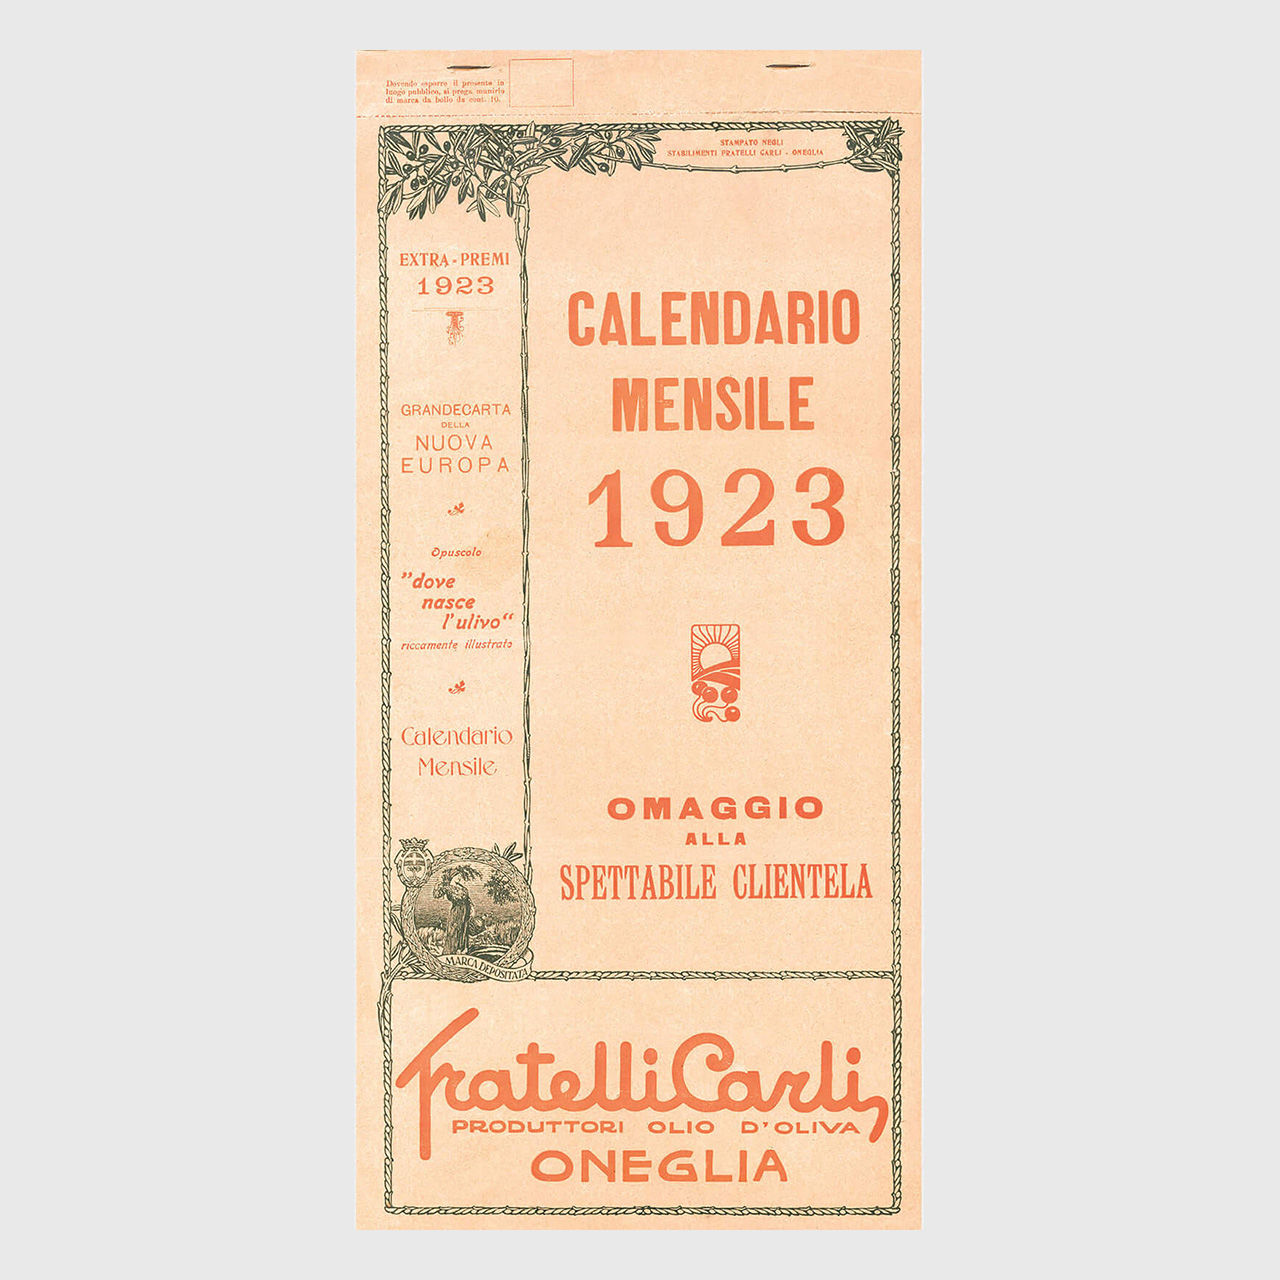 Dovendo esporre il presente in
luogo pubblico, si prega munirlo
di marca da bollo da cent. 10.
STAMPATO NEGLI
STABILIMENTI FRATELLI CARLI - ONEGLIA
EXTRA-PREMI
1923
GRANDECARTA
DELLA
NUOVA
EUROPA
Opuscolo
"dove
nasce
l'ulivo"
riccamente illustrato
Calendario
Mensile
MARCA DEPOSITATA
CALENDARIO
MENSILE
1923
OMAGGIO
ALLA
SPETTABILE CLIENTELA
Fratelli Carli
PRODUTTORI OLIO D'OLIVA
ONEGLIA